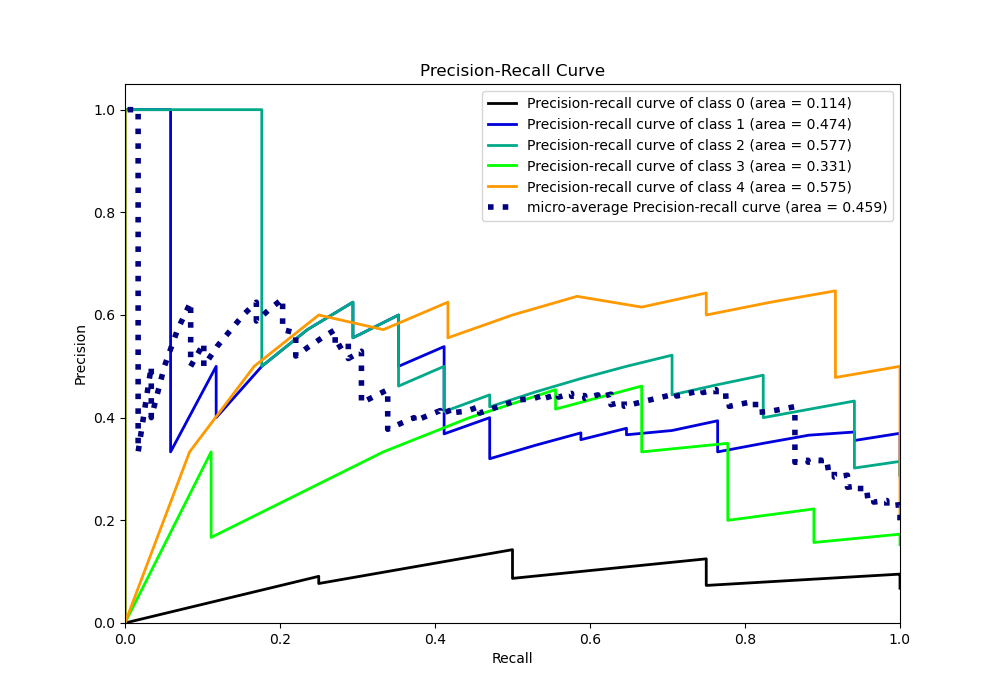 Precision-Recall Curve
Precision-recall curve of class 0 (area = 0.114)
Precision-recall curve of class 1 (area = 0.474)
Precision-recall curve of class 2 (area = 0.577)
Precision-recall curve of class 3 (area = 0.331)
Precision-recall curve of class 4 (area = 0.575)
micro-average Precision-recall curve (area = 0.459)
Precision
1.0
0.8
0.6
0.4
0.2
0.0
0.0 0.2 0.4 0.6 0.8 1.0
Recall